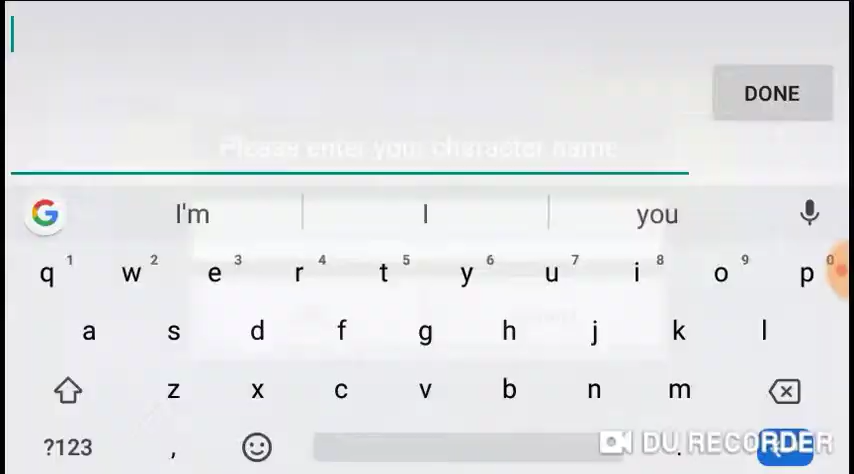 DONE
Please enter your character name
I'm I you
q 1 w 2 e 3 r 4 t 5 y 6 u 7 i 8 o 9 p 0
a s d f g h j k l
z x c v b n m
?123 , . DU RECORDER